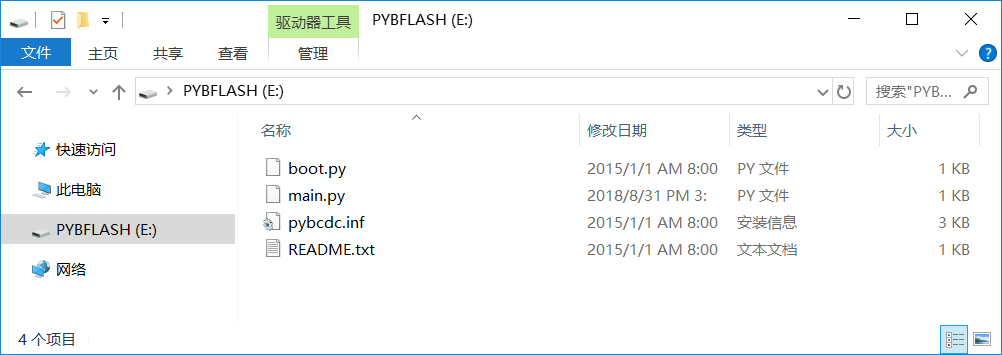 驱动器工具 PYBFLASH (E:)
文件 主页 共享 查看 管理
PYBFLASH (E:) 搜索"PYB...
名称 修改日期 类型 大小
快速访问
此电脑
PYBFLASH (E:)
网络
boot.py 2015/1/1 AM 8:00 PY 文件 1 KB
main.py 2018/8/31 PM 3: PY 文件 1 KB
pybcdc.inf 2015/1/1 AM 8:00 安装信息 3 KB
README.txt 2015/1/1 AM 8:00 文本文档 1 KB
4 个项目